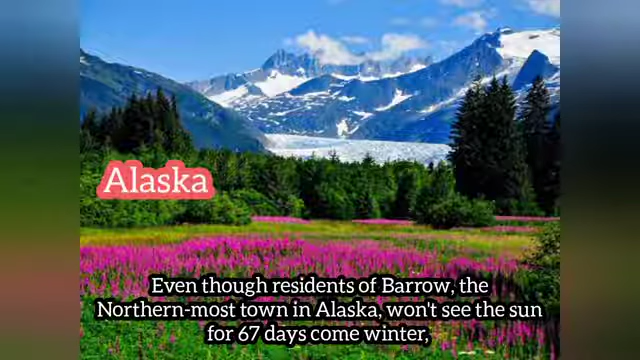 Alaska
Even though residents of Barrow, the
Northern-most town in Alaska, won't see the sun
for 67 days come winter,